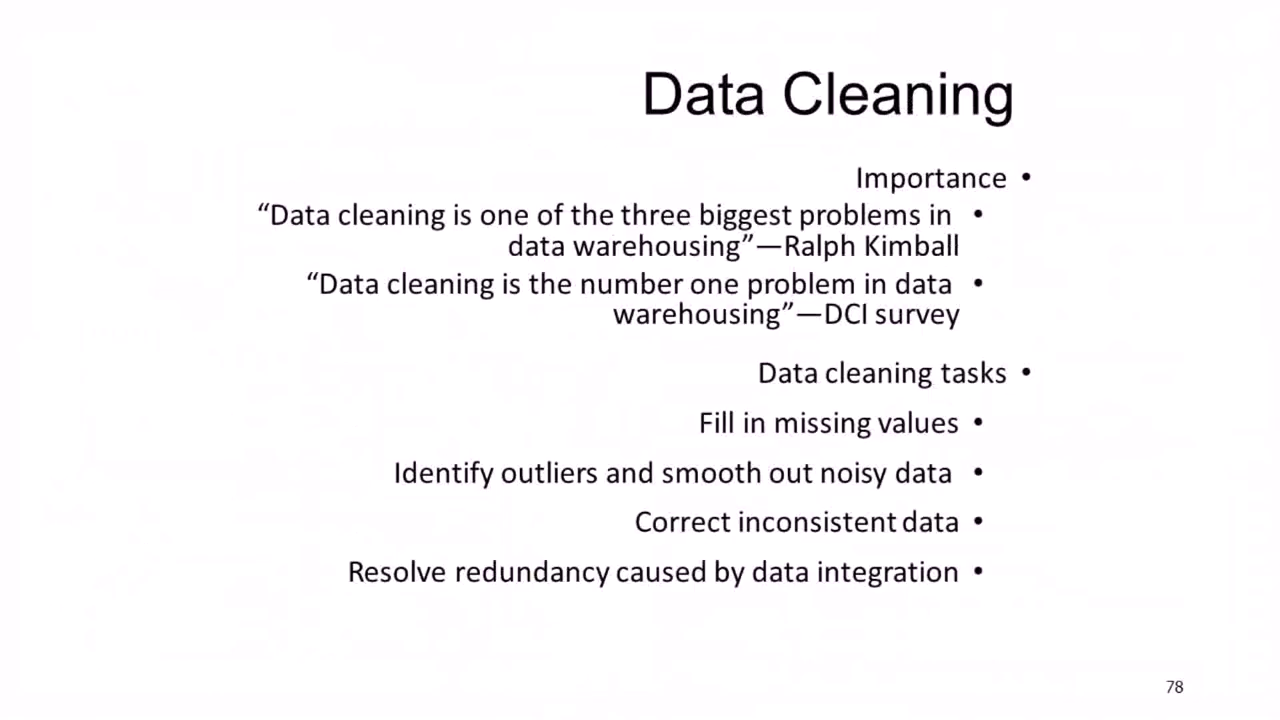 Data Cleaning
• Importance
• “Data cleaning is one of the three biggest problems in
data warehousing”—Ralph Kimball
• “Data cleaning is the number one problem in data
warehousing”—DCI survey
• Data cleaning tasks
• Fill in missing values
• Identify outliers and smooth out noisy data
• Correct inconsistent data
• Resolve redundancy caused by data integration
78